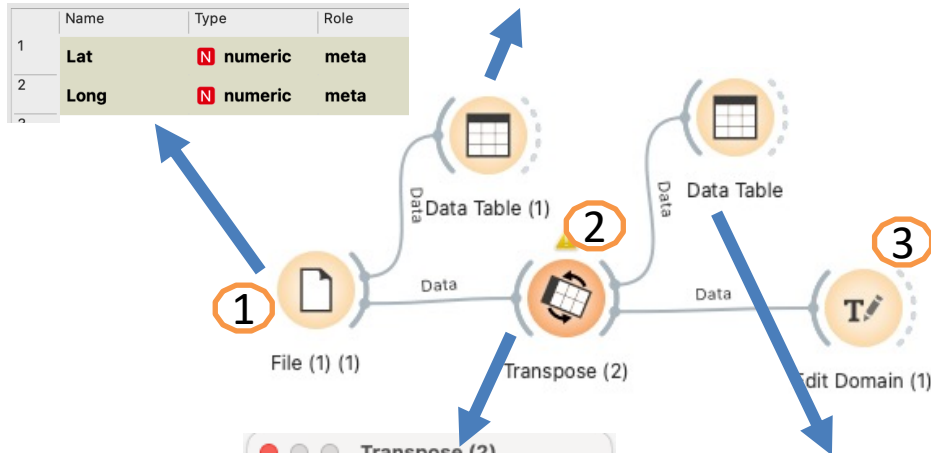 Name Type Role
1 Lat N numeric meta
2 Long N numeric meta
Data Table (1)
Data Table
Data
Data
2
3
1
Data
Data
T
File (1) (1)
Transpose (2)
dit Domain (1)
Transpose (2)